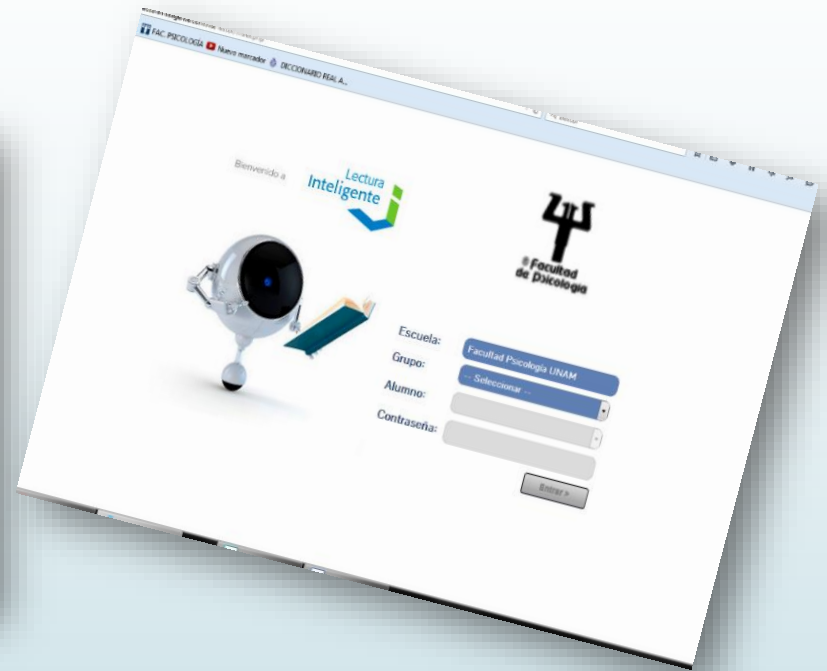 FAC. PSICOLOGÍA Nuevo marcador DICCIONARIO REAL A...
Bienvenido a
Lectura
Inteligente
® Facultad
de Psicología
Escuela: Facultad Psicología UNAM
Grupo: -- Seleccionar --
Alumno:
Contraseña:
Entrar »